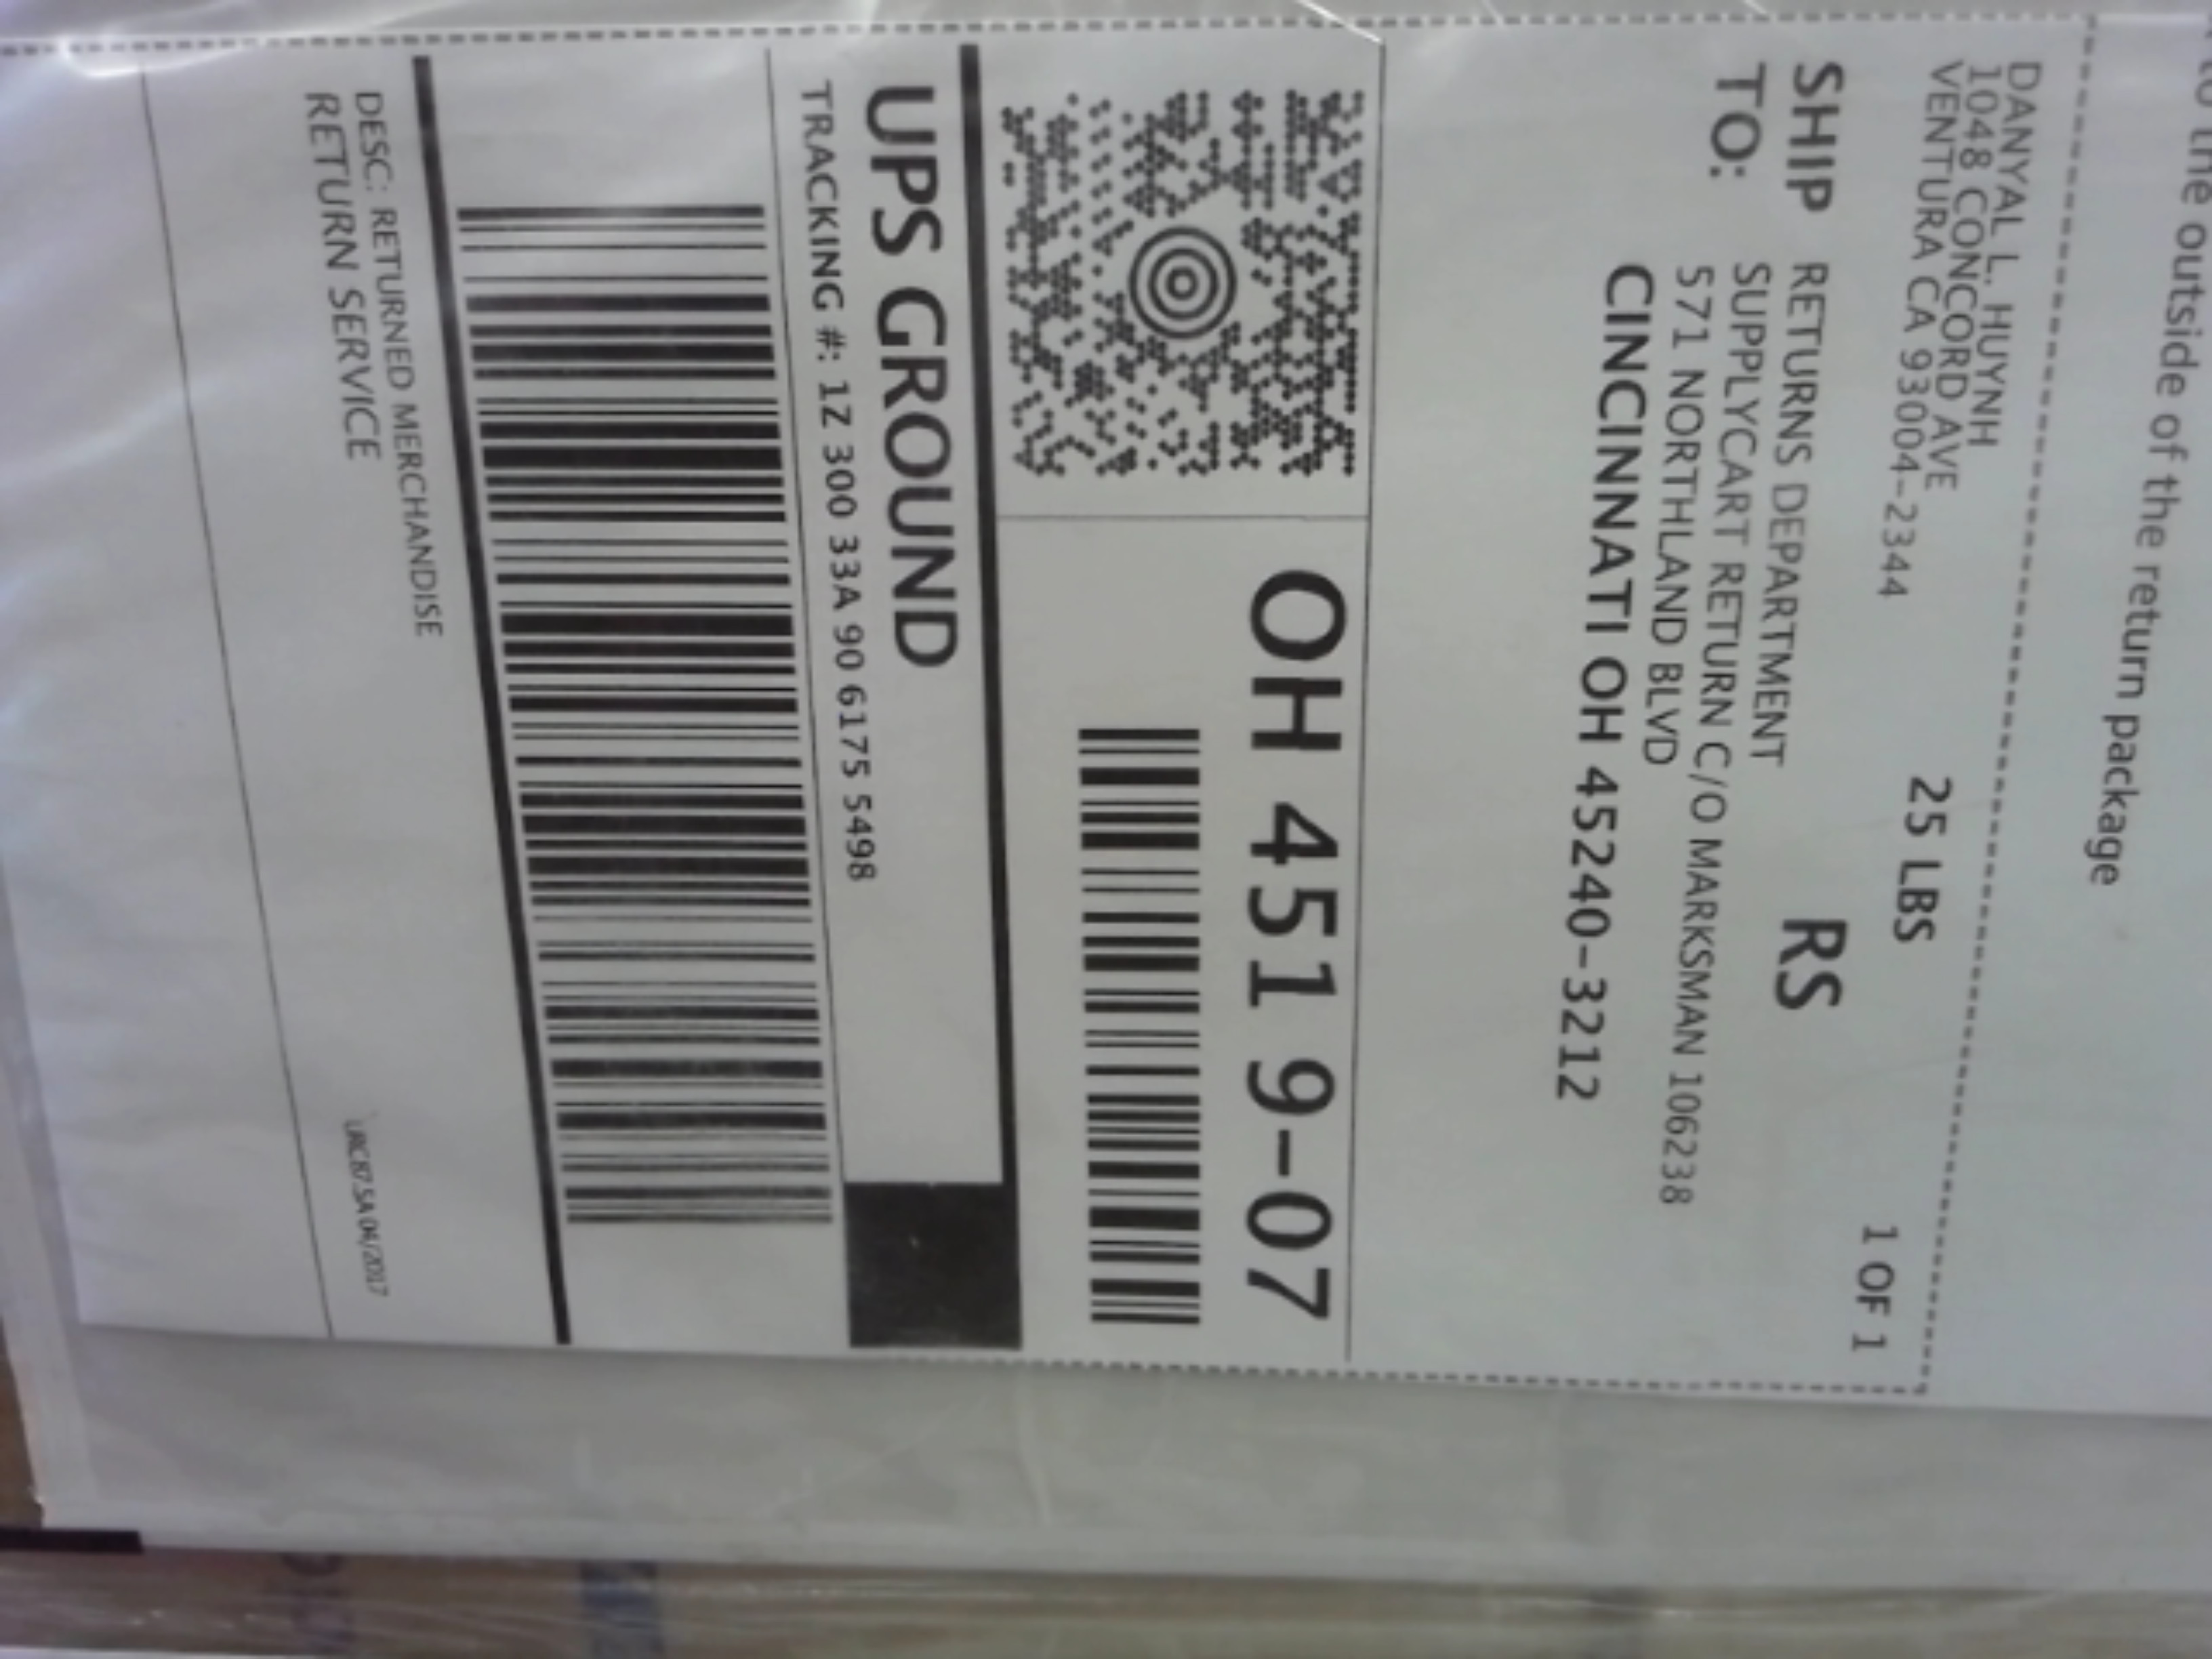 to the outside of the return package
DANYAL L. HUYNH
1048 CONCORD AVE
VENTURA CA 93004-2344
25 LBS
1 OF 1
RS
SHIP TO:
RETURNS DEPARTMENT
SUPPLYCART RETURN C/O MARKSMAN 106238
571 NORTHLAND BLVD
CINCINNATI OH 45240-3212
OH 451 9-07
UPS GROUND
TRACKING #: 1Z 300 33A 90 6175 5498
DESC: RETURNED MERCHANDISE
RETURN SERVICE
04/2017